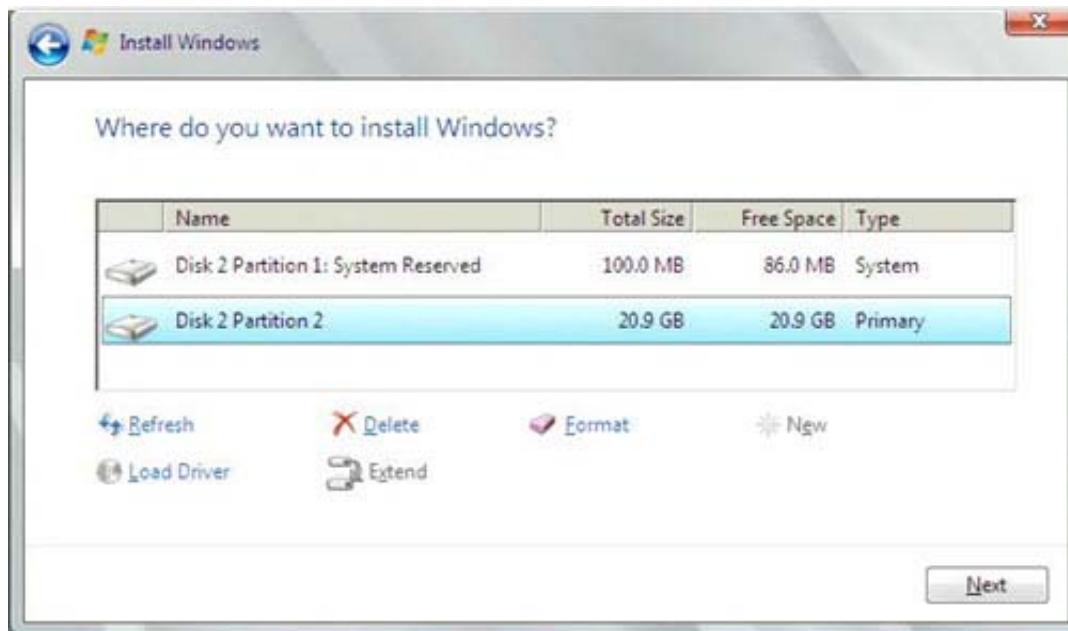 Install Windows
Where do you want to install Windows?
Name Total Size Free Space Type
Disk 2 Partition 1: System Reserved 100.0 MB 86.0 MB System
Disk 2 Partition 2 20.9 GB 20.9 GB Primary
Refresh Delete Format New
Load Driver Extend
Next